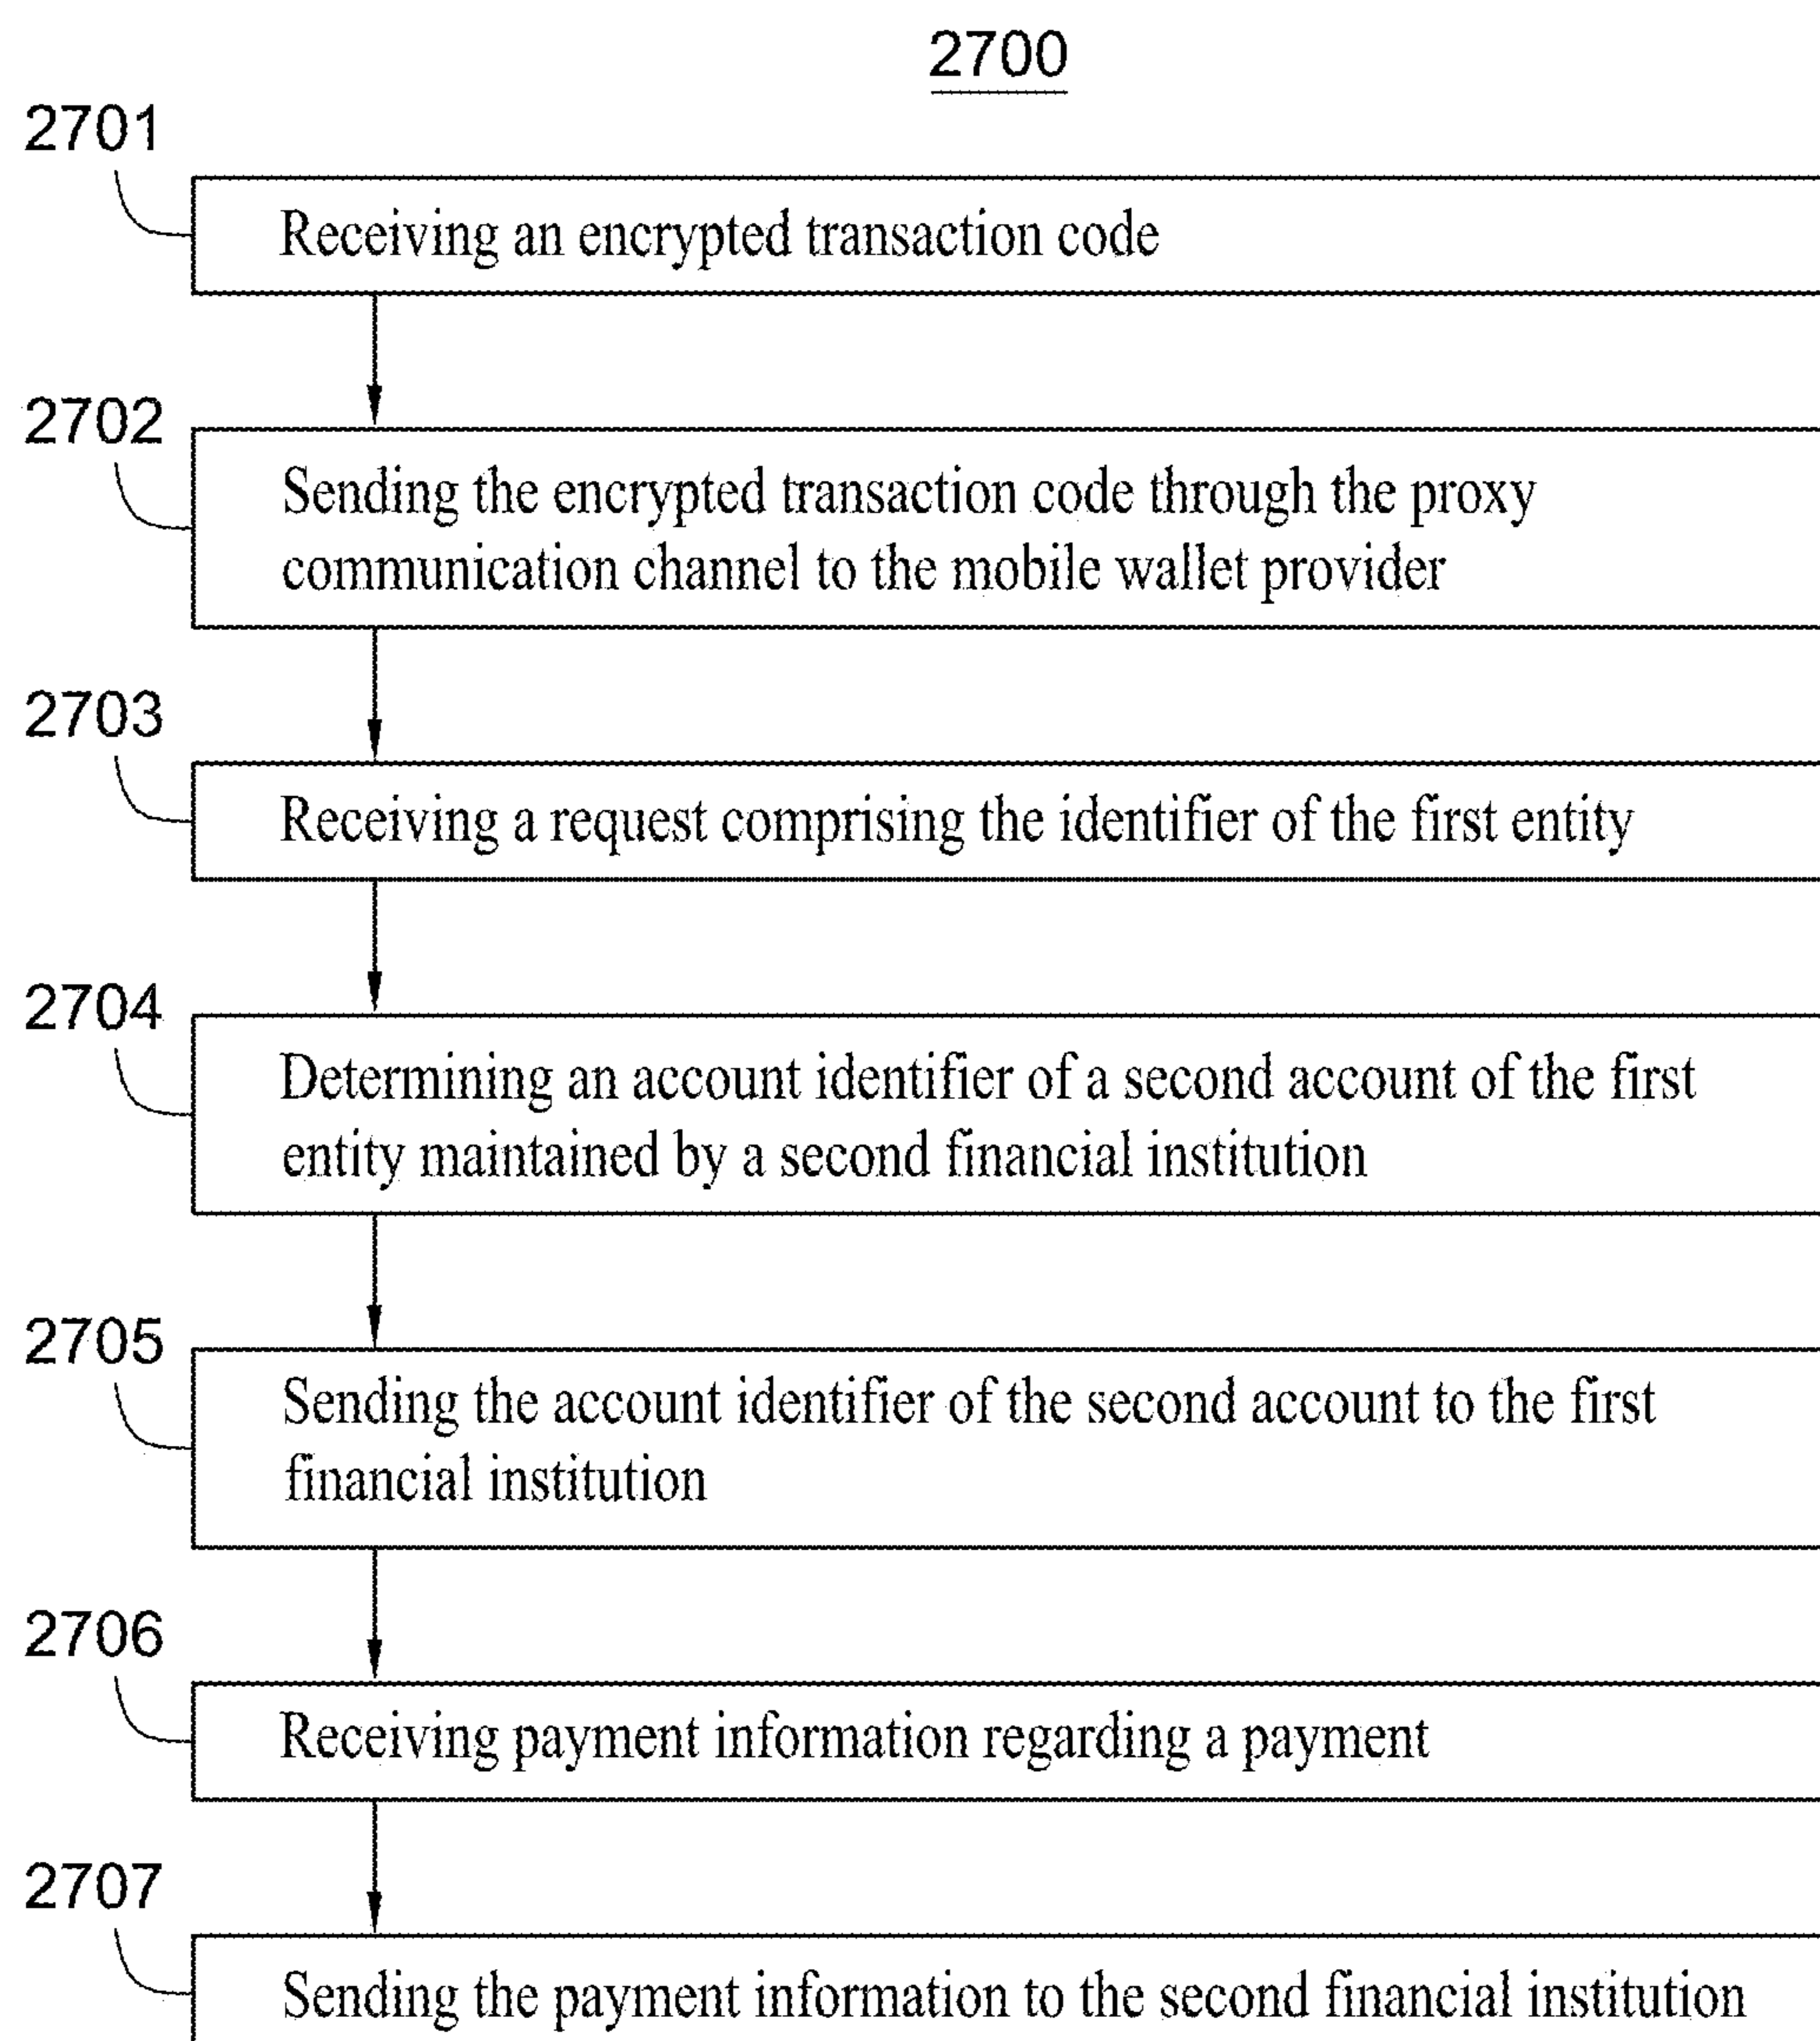 2700
2701
Receiving an encrypted transaction code
2702
Sending the encrypted transaction code through the proxy
communication channel to the mobile wallet provider
2703
Receiving a request comprising the identifier of the first entity
2704
Determining an account identifier of a second account of the first
entity maintained by a second financial institution
2705
Sending the account identifier of the second account to the first
financial institution
2706
Receiving payment information regarding a payment
2707
Sending the payment information to the second financial institution